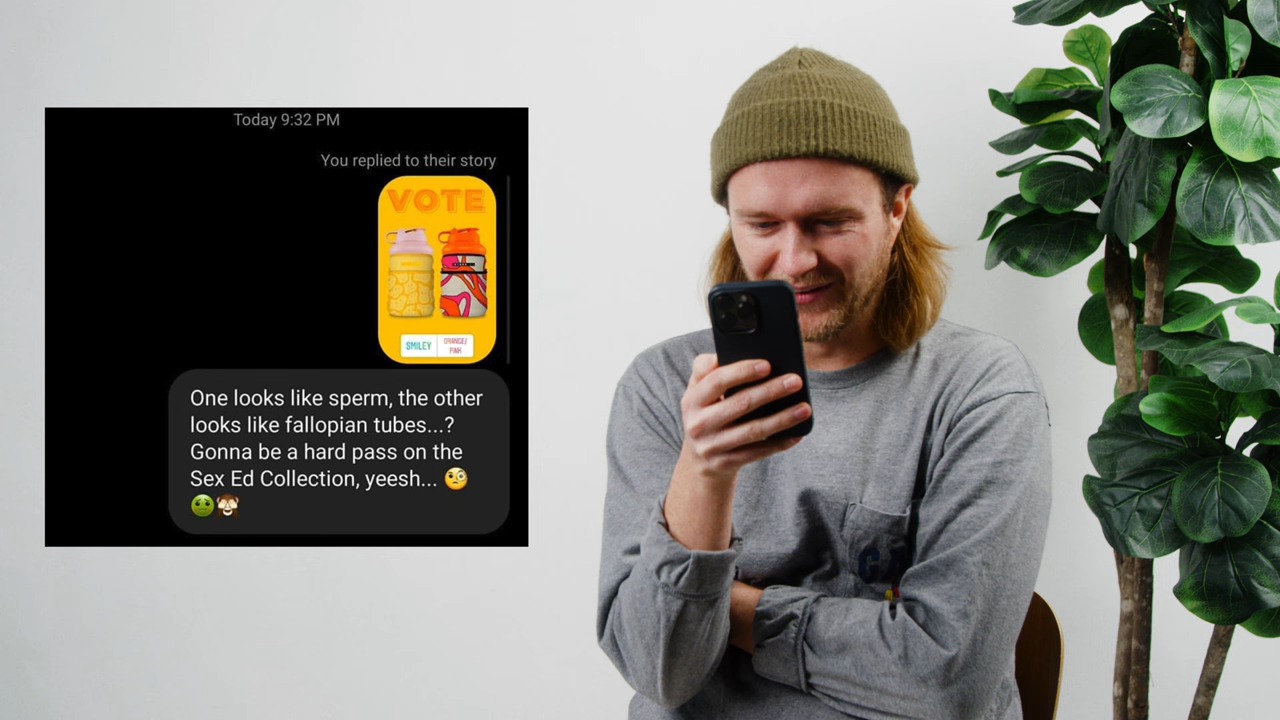 Today 9:32 PM
You replied to their story
VOTE
SMILEY
ORANGE/
PINK
One looks like sperm, the other
looks like fallopian tubes...?
Gonna be a hard pass on the
Sex Ed Collection, yeesh... 🧐
🤢🙈